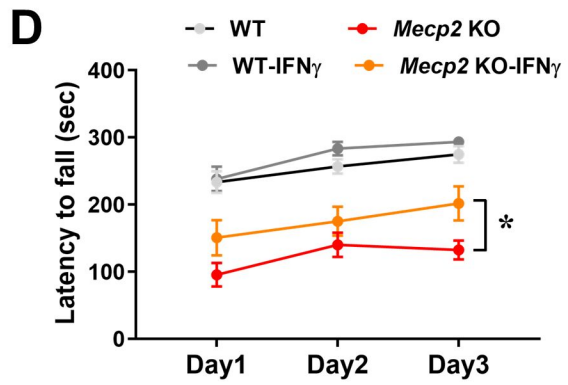 D
WT
Mecp2 KO
WT-IFNγ
Mecp2 KO-IFNγ
Latency to fall (sec)
400
300
200
100
0
*
Day1 Day2 Day3